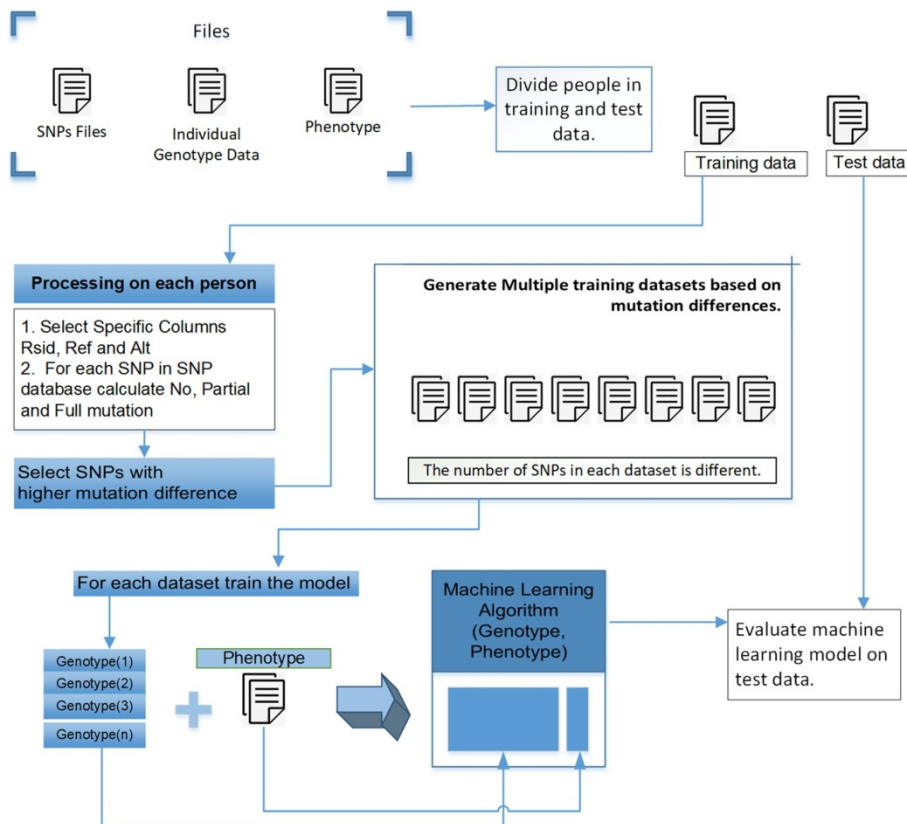 Files
SNPs Files
Individual
Genotype Data
Phenotype
Divide people in
training and test
data.
Training data
Test data
Processing on each person
1. Select Specific Columns
Rsid, Ref and Alt
2. For each SNP in SNP
database calculate No, Partial
and Full mutation
Select SNPs with
higher mutation difference
Generate Multiple training datasets based on
mutation differences.
The number of SNPs in each dataset is different.
For each dataset train the model
Genotype(1)
Genotype(2)
Genotype(3)
Genotype(n)
Phenotype
Machine Learning
Algorithm
(Genotype,
Phenotype)
Evaluate machine
learning model on
test data.